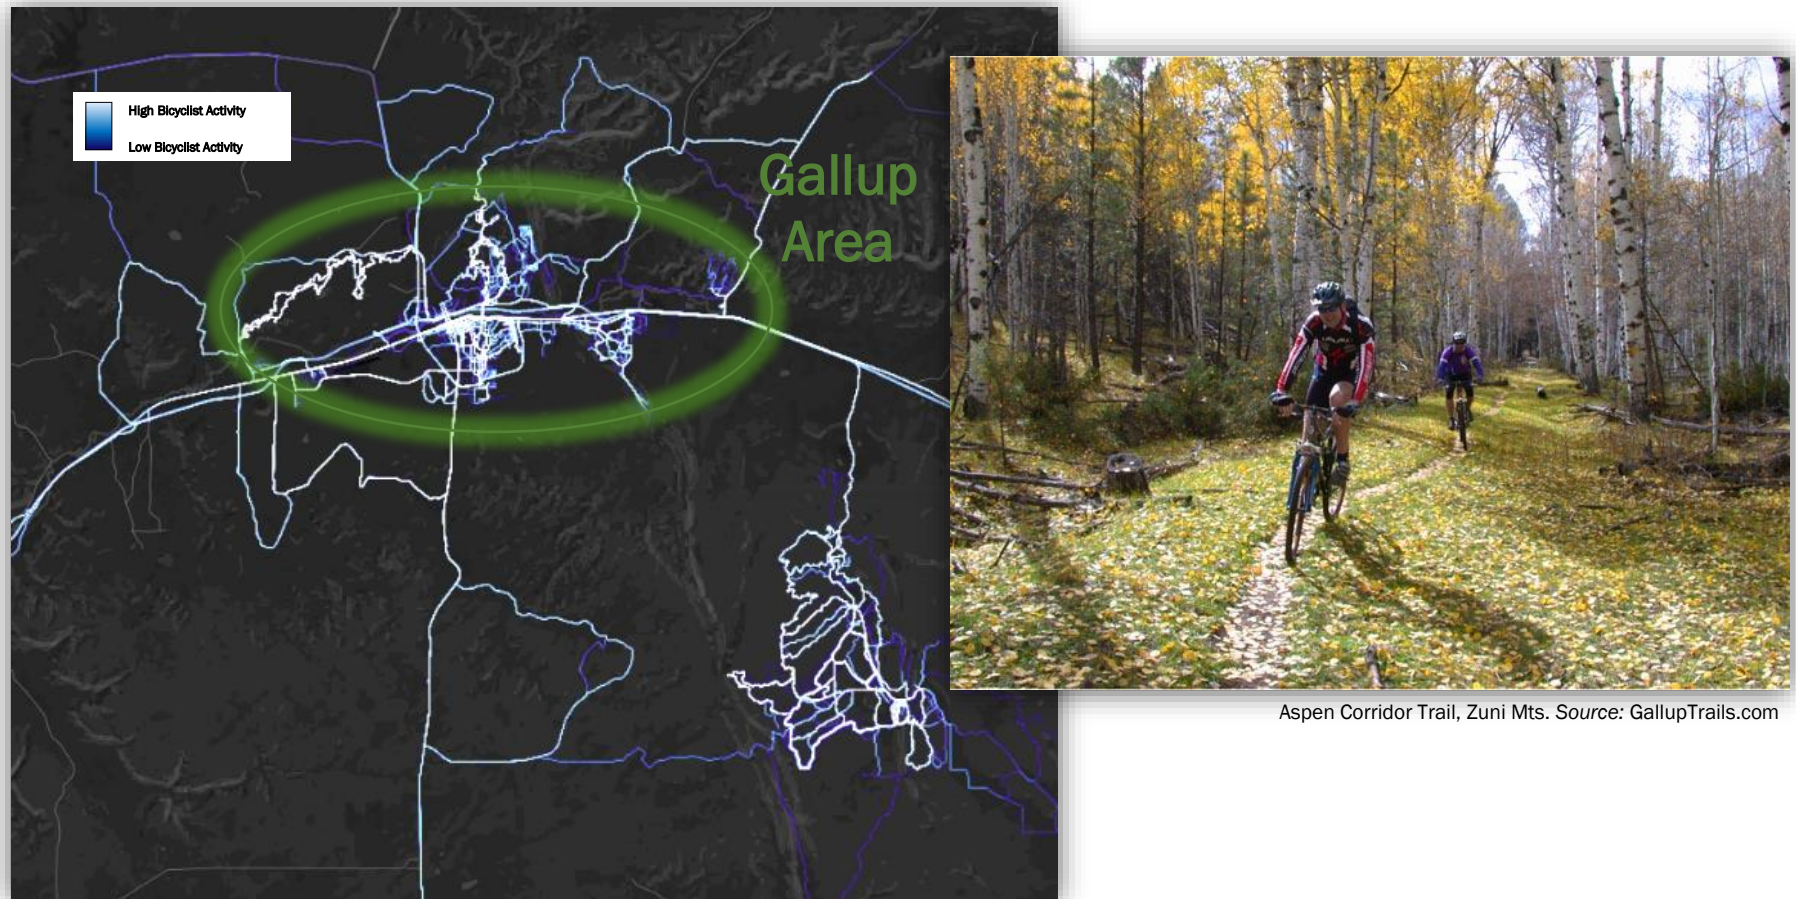 High Bicyclist Activity
Low Bicyclist Activity
Gallup
Area
Aspen Corridor Trail, Zuni Mts. Source: GallupTrails.com